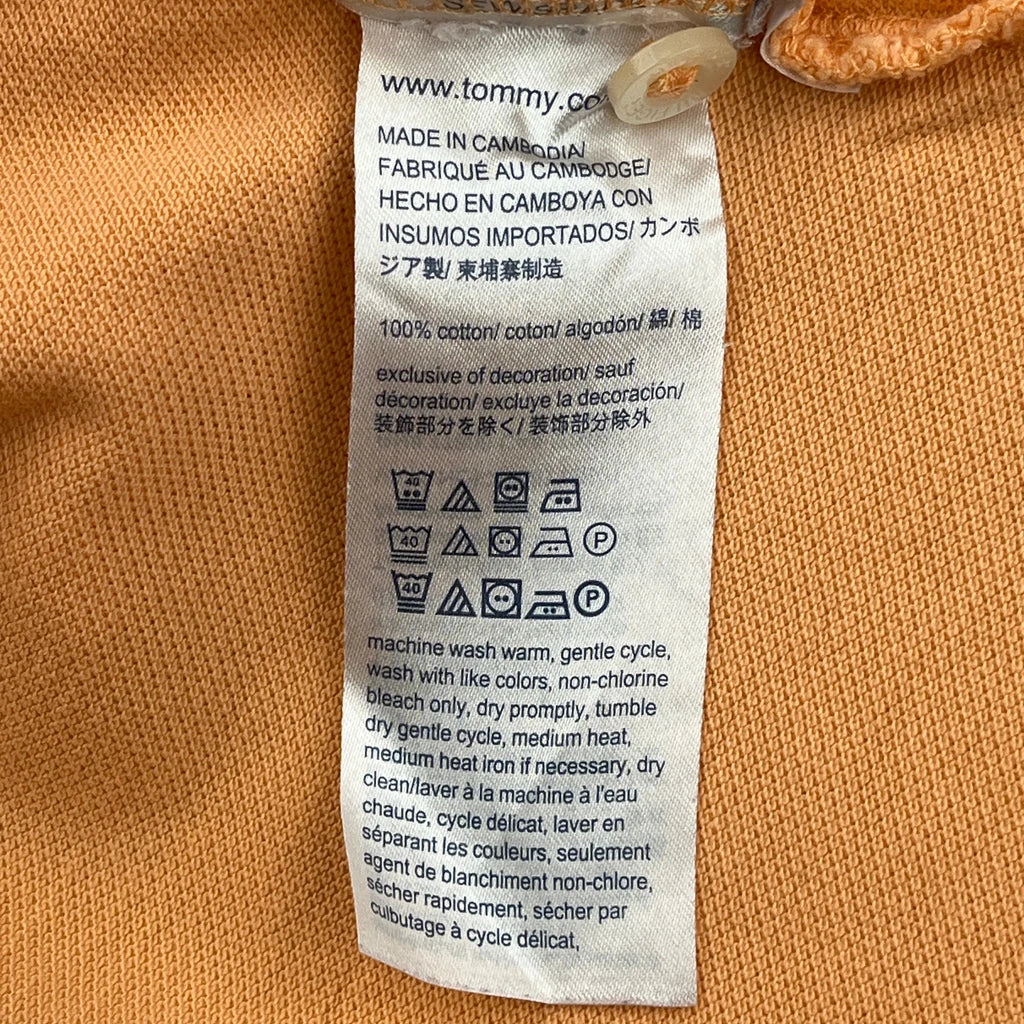 www.tommy.co
MADE IN CAMBODIA/
FABRIQUÉ AU CAMBODGE/
HECHO EN CAMBOYA CON
INSUMOS IMPORTADOS/ カンボ
ジア製/ 柬埔寨制造
100% cotton/ coton/ algodón/ 綿/ 棉
exclusive of decoration/ sauf
décoration/ excluye la decoración/
装飾部分を除く/ 装饰部分除外
40
40 P
40 P
machine wash warm, gentle cycle,
wash with like colors, non-chlorine
bleach only, dry promptly, tumble
dry gentle cycle, medium heat,
medium heat iron if necessary, dry
clean/laver à la machine à l'eau
chaude, cycle délicat, laver en
séparant les couleurs, seulement
agent de blanchiment non-chlore,
sécher rapidement, sécher par
culbutage à cycle délicat,